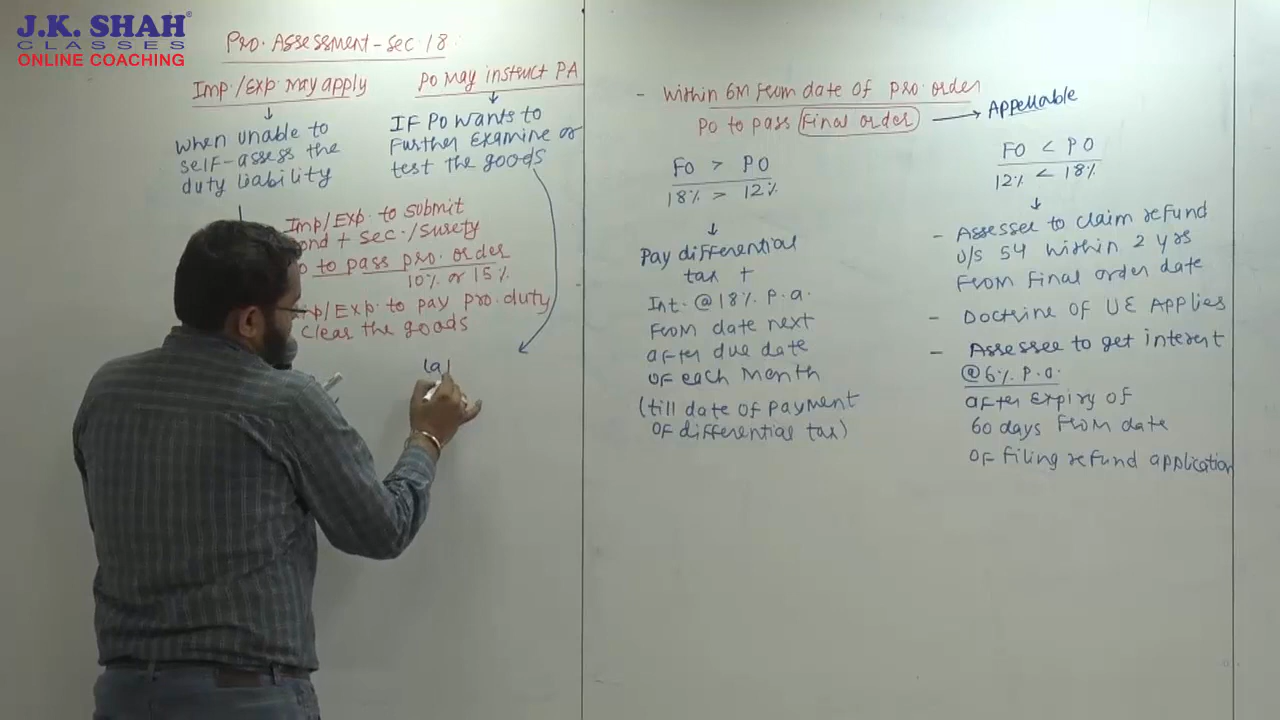 J.K. SHAH®
CLASSES
ONLINE COACHING
Pro. Assessment - Sec 18
Imp./Exp. may apply
When unable to
self-assess the
duty liability
PO may instruct PA
IF PO wants to
Further Examine or
test the goods
Imp/Exp. to submit
ond + Sec./Surety
to pass pro. order
10% or 15%
mp/Exp. to pay pro. duty
Clear the goods
(a)
- Within 6M from date of pro. order
PO to pass Final order → Appellable
FO > PO
18% > 12%
Pay differential
tax +
Int. @ 18% p.a.
From date next
after due date
of each Month
(till date of payment
of differential tax)
FO < PO
12% < 18%
- Assessee to claim refund
u/s 54 within 2 yrs
From Final order date
- Doctrine of UE Applies
- Assessee to get interest
@ 6% p.a.
after expiry of
60 days from date
of filing refund application